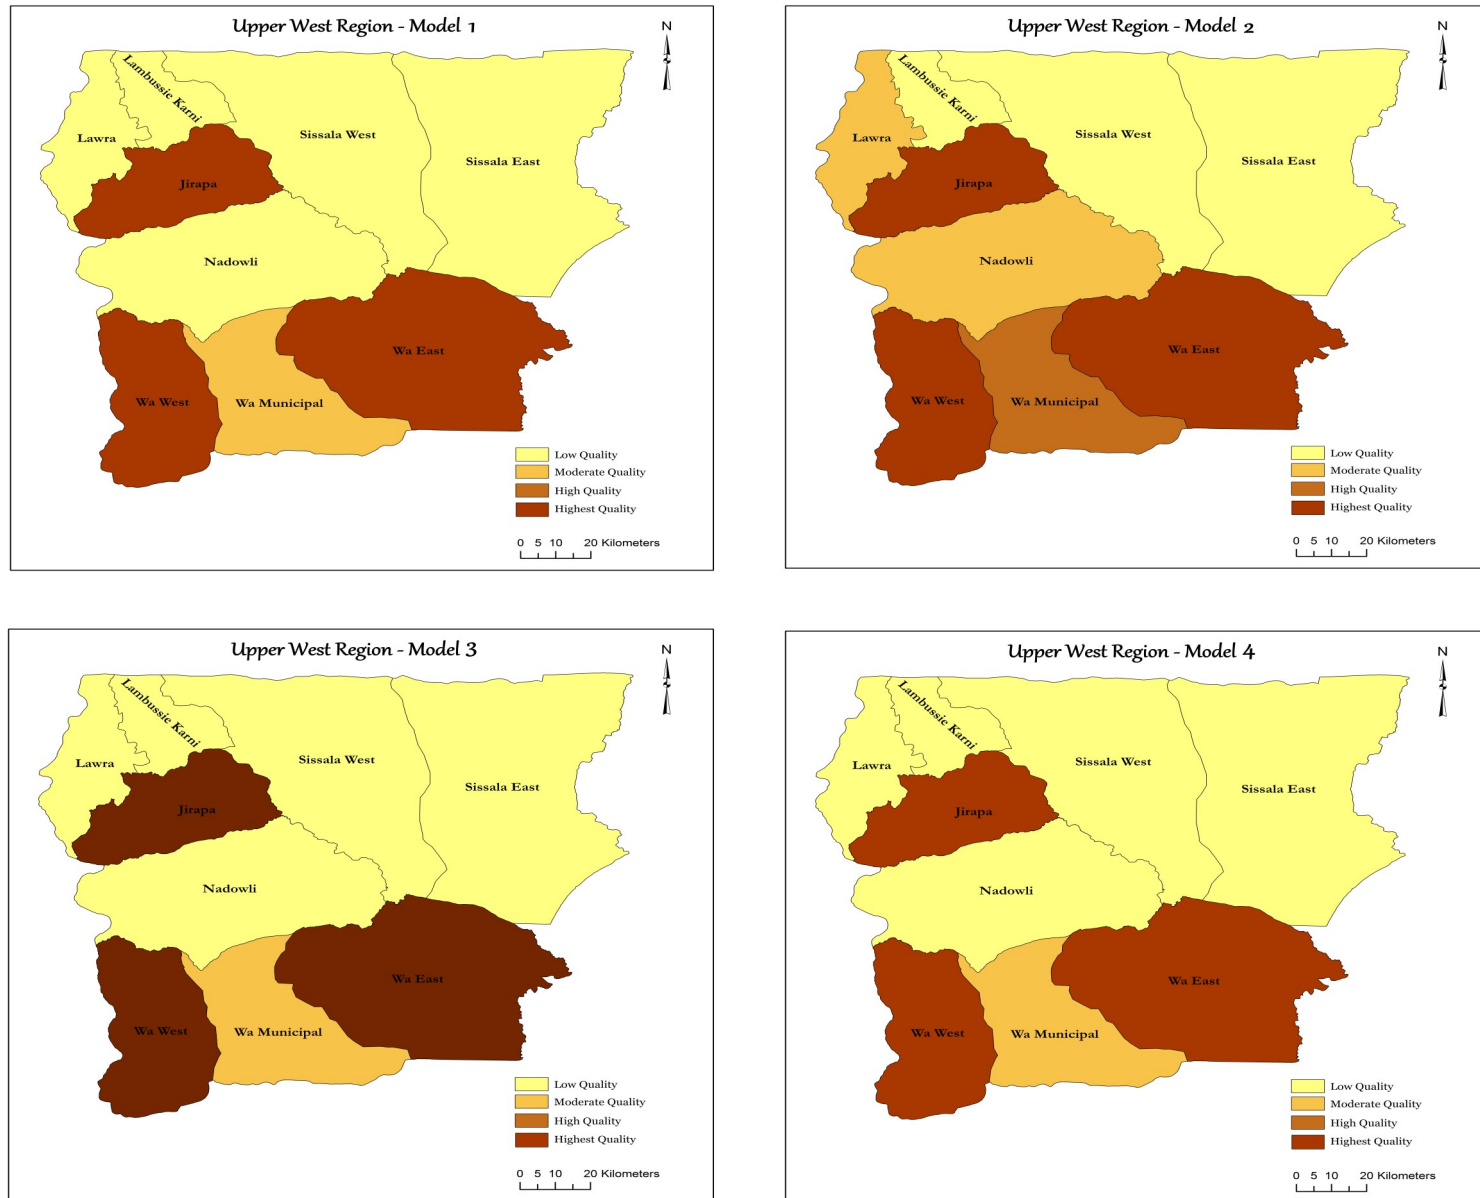 Upper West Region - Model 1
N
Lambussie Karni
Lawra
Sissala West
Sissala East
Jirapa
Nadowli
Wa East
Wa West
Wa Municipal
Low Quality
Moderate Quality
High Quality
Highest Quality
0 5 10 20 Kilometers
Upper West Region - Model 2
N
Lambussie Karni
Lawra
Sissala West
Sissala East
Jirapa
Nadowli
Wa East
Wa West
Wa Municipal
Low Quality
Moderate Quality
High Quality
Highest Quality
0 5 10 20 Kilometers
Upper West Region - Model 3
N
Lambussie Karni
Lawra
Sissala West
Sissala East
Jirapa
Nadowli
Wa East
Wa West
Wa Municipal
Low Quality
Moderate Quality
High Quality
Highest Quality
0 5 10 20 Kilometers
Upper West Region - Model 4
N
Lambussie Karni
Lawra
Sissala West
Sissala East
Jirapa
Nadowli
Wa East
Wa West
Wa Municipal
Low Quality
Moderate Quality
High Quality
Highest Quality
0 5 10 20 Kilometers